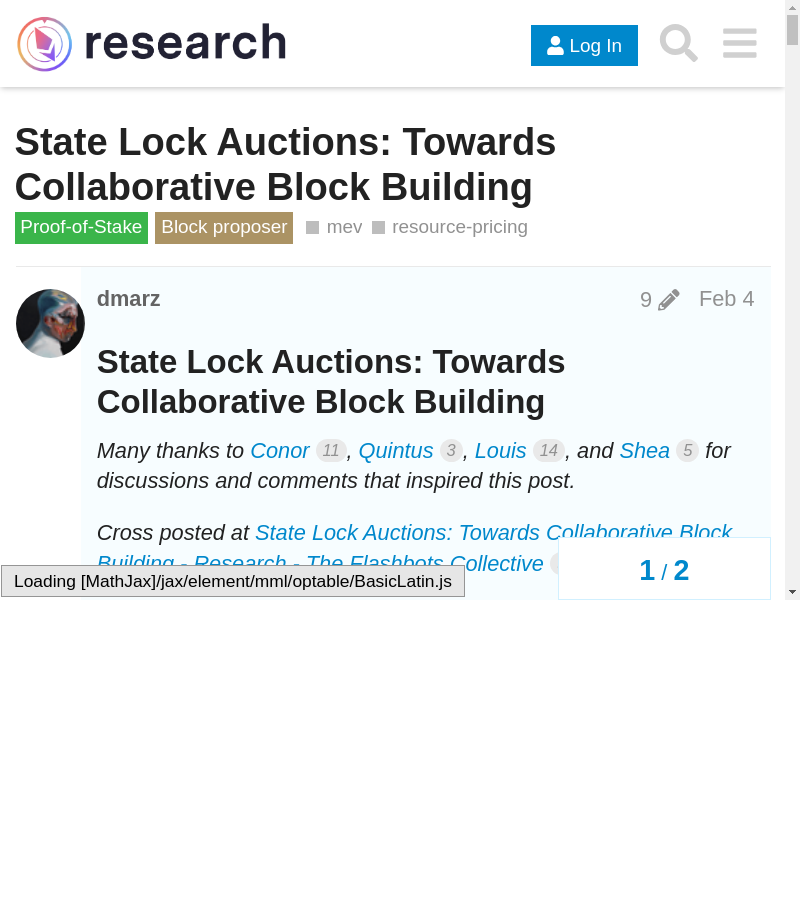 research
Log In
State Lock Auctions: Towards
Collaborative Block Building
Proof-of-Stake Block proposer mev resource-pricing
dmarz 9 Feb 4
State Lock Auctions: Towards
Collaborative Block Building
Many thanks to Conor 11, Quintus 3, Louis 14, and Shea 5 for
discussions and comments that inspired this post.
Cross posted at State Lock Auctions: Towards Collaborative Block
Building - Research - The Flashbots Collective
1 / 2
Loading [MathJax]/jax/element/mml/optable/BasicLatin.js